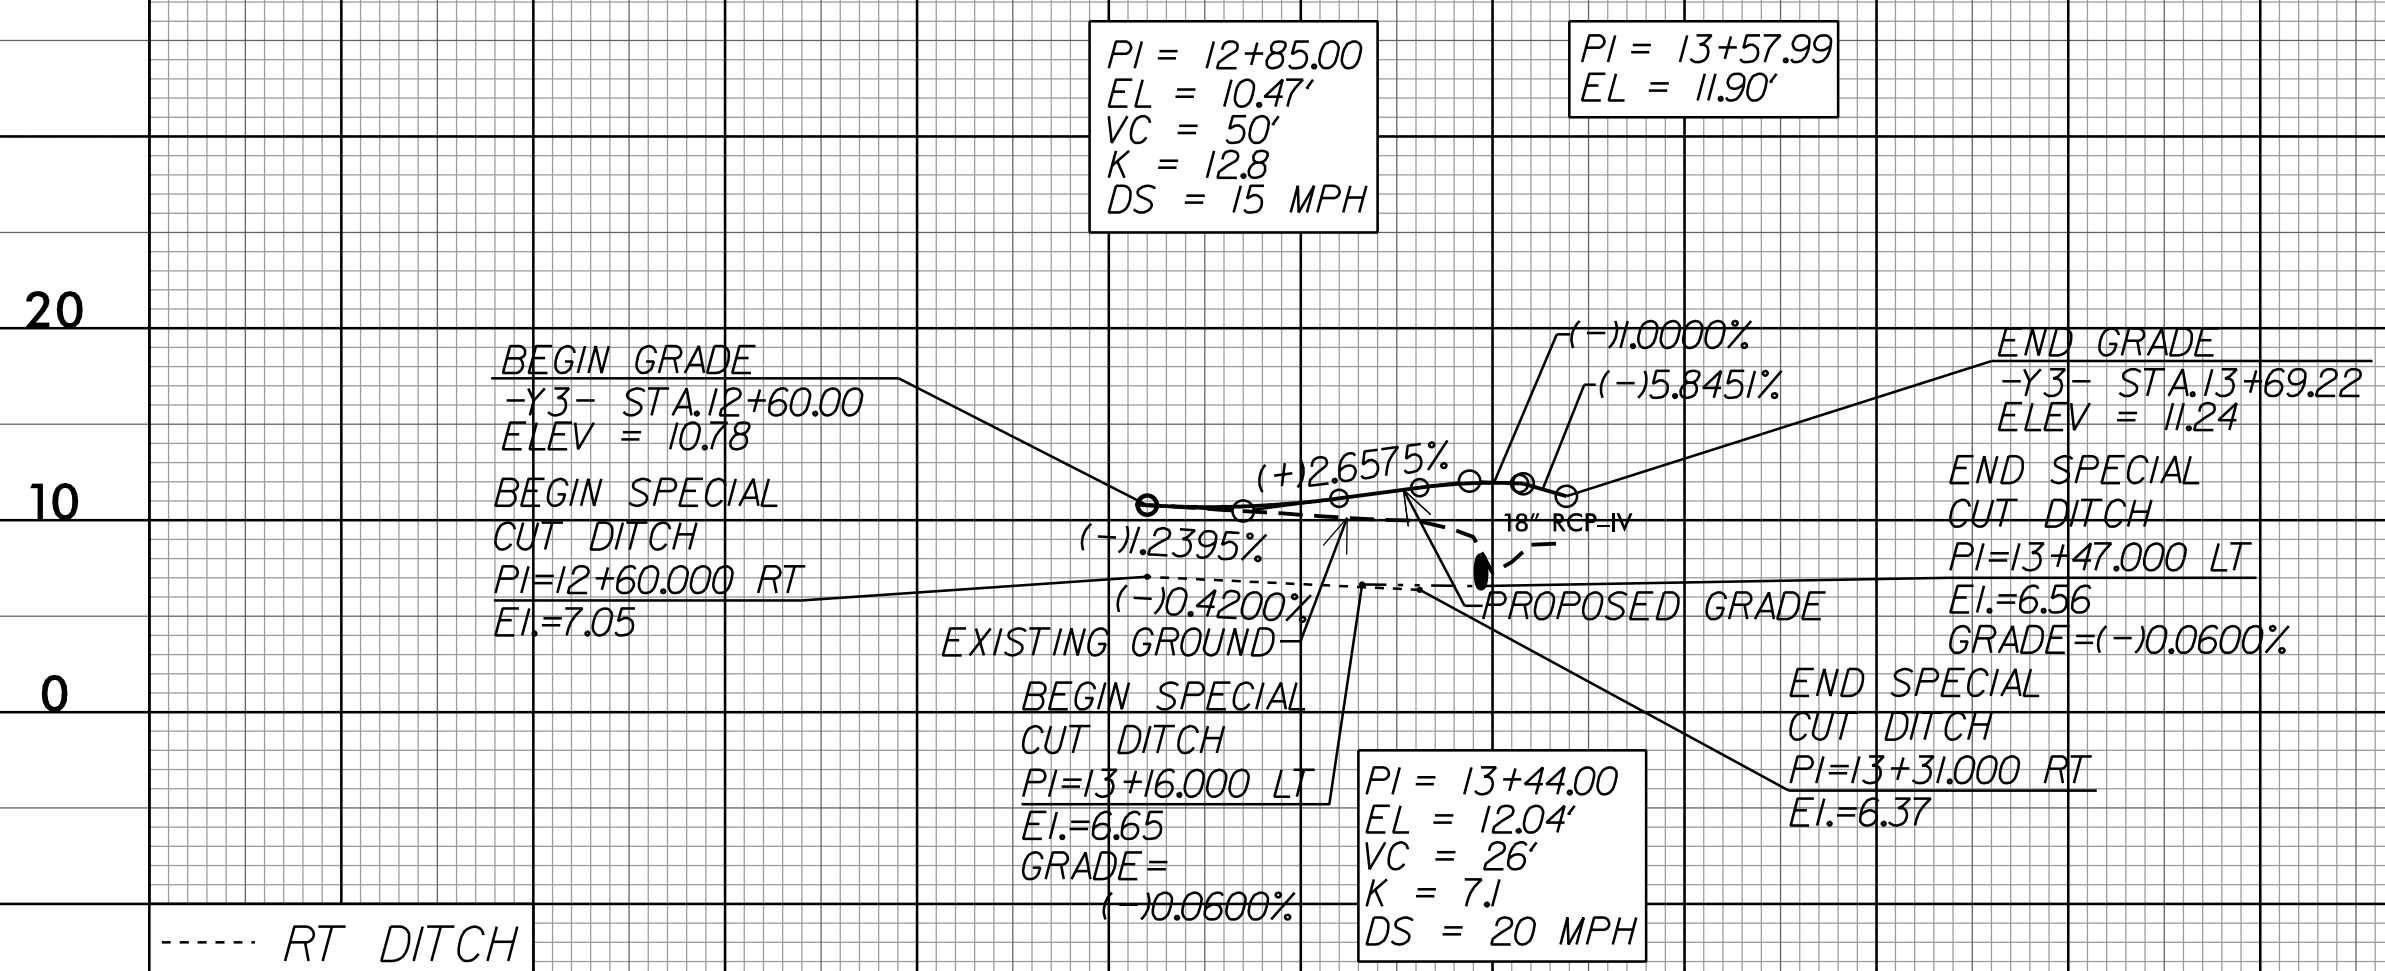 PI = 12+85.00
EL = 10.47'
VC = 50'
K = 12.8
DS = 15 MPH
PI = 13+57.99
EL = 11.90'
20
10
0
BEGIN GRADE
-Y3- STA.12+60.00
ELEV = 10.78
BEGIN SPECIAL
CUT DITCH
PI=12+60.000 RT
El.=7.05
(-)1.2395%
(+)2.6575%
(-)1.0000%
(-)5.8451%
END GRADE
-Y3- STA.13+69.22
ELEV = 11.24
END SPECIAL
CUT DITCH
PI=13+47.000 LT
El.=6.56
GRADE=(-)0.0600%
18" RCP-IV
(-)0.4200%
EXISTING GROUND
PROPOSED GRADE
BEGIN SPECIAL
CUT DITCH
PI=13+16.000 LT
El.=6.65
GRADE=
(-)0.0600%
PI = 13+44.00
EL = 12.04'
VC = 26'
K = 7.1
DS = 20 MPH
END SPECIAL
CUT DITCH
PI=13+31.000 RT
El.=6.37
RT DITCH